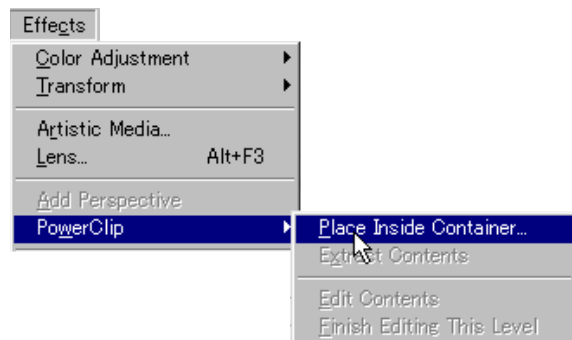 Effects
Color Adjustment
Transform
Artistic Media...
Lens... Alt+F3
Add Perspective
PowerClip
Place Inside Container...
Extract Contents
Edit Contents
Finish Editing This Level